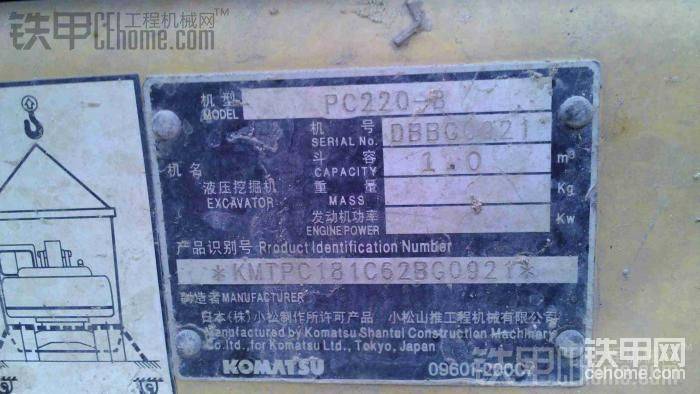 铁甲 工程机械网
CEhome.com
机型 PC220-8
MODEL
机号 DBBG0921
SERIAL No.
斗容 1.0 m³
CAPACITY
机名
液压挖掘机 重量 Kg
EXCAVATOR MASS
发动机功率 Kw
ENGINE POWER
产品识别号 Product Identification Number
*KMTPC181C62BG0921*
制造者 MANUFACTURER
日本(株)小松制作所许可产品 小松山推工程机械有限公司
Manufactured by Komatsu Shantui Construction Machinery
Co.,ltd., for Komatsu Ltd., Tokyo, Japan
KOMATSU 09601-2000
铁甲网
cehome.com